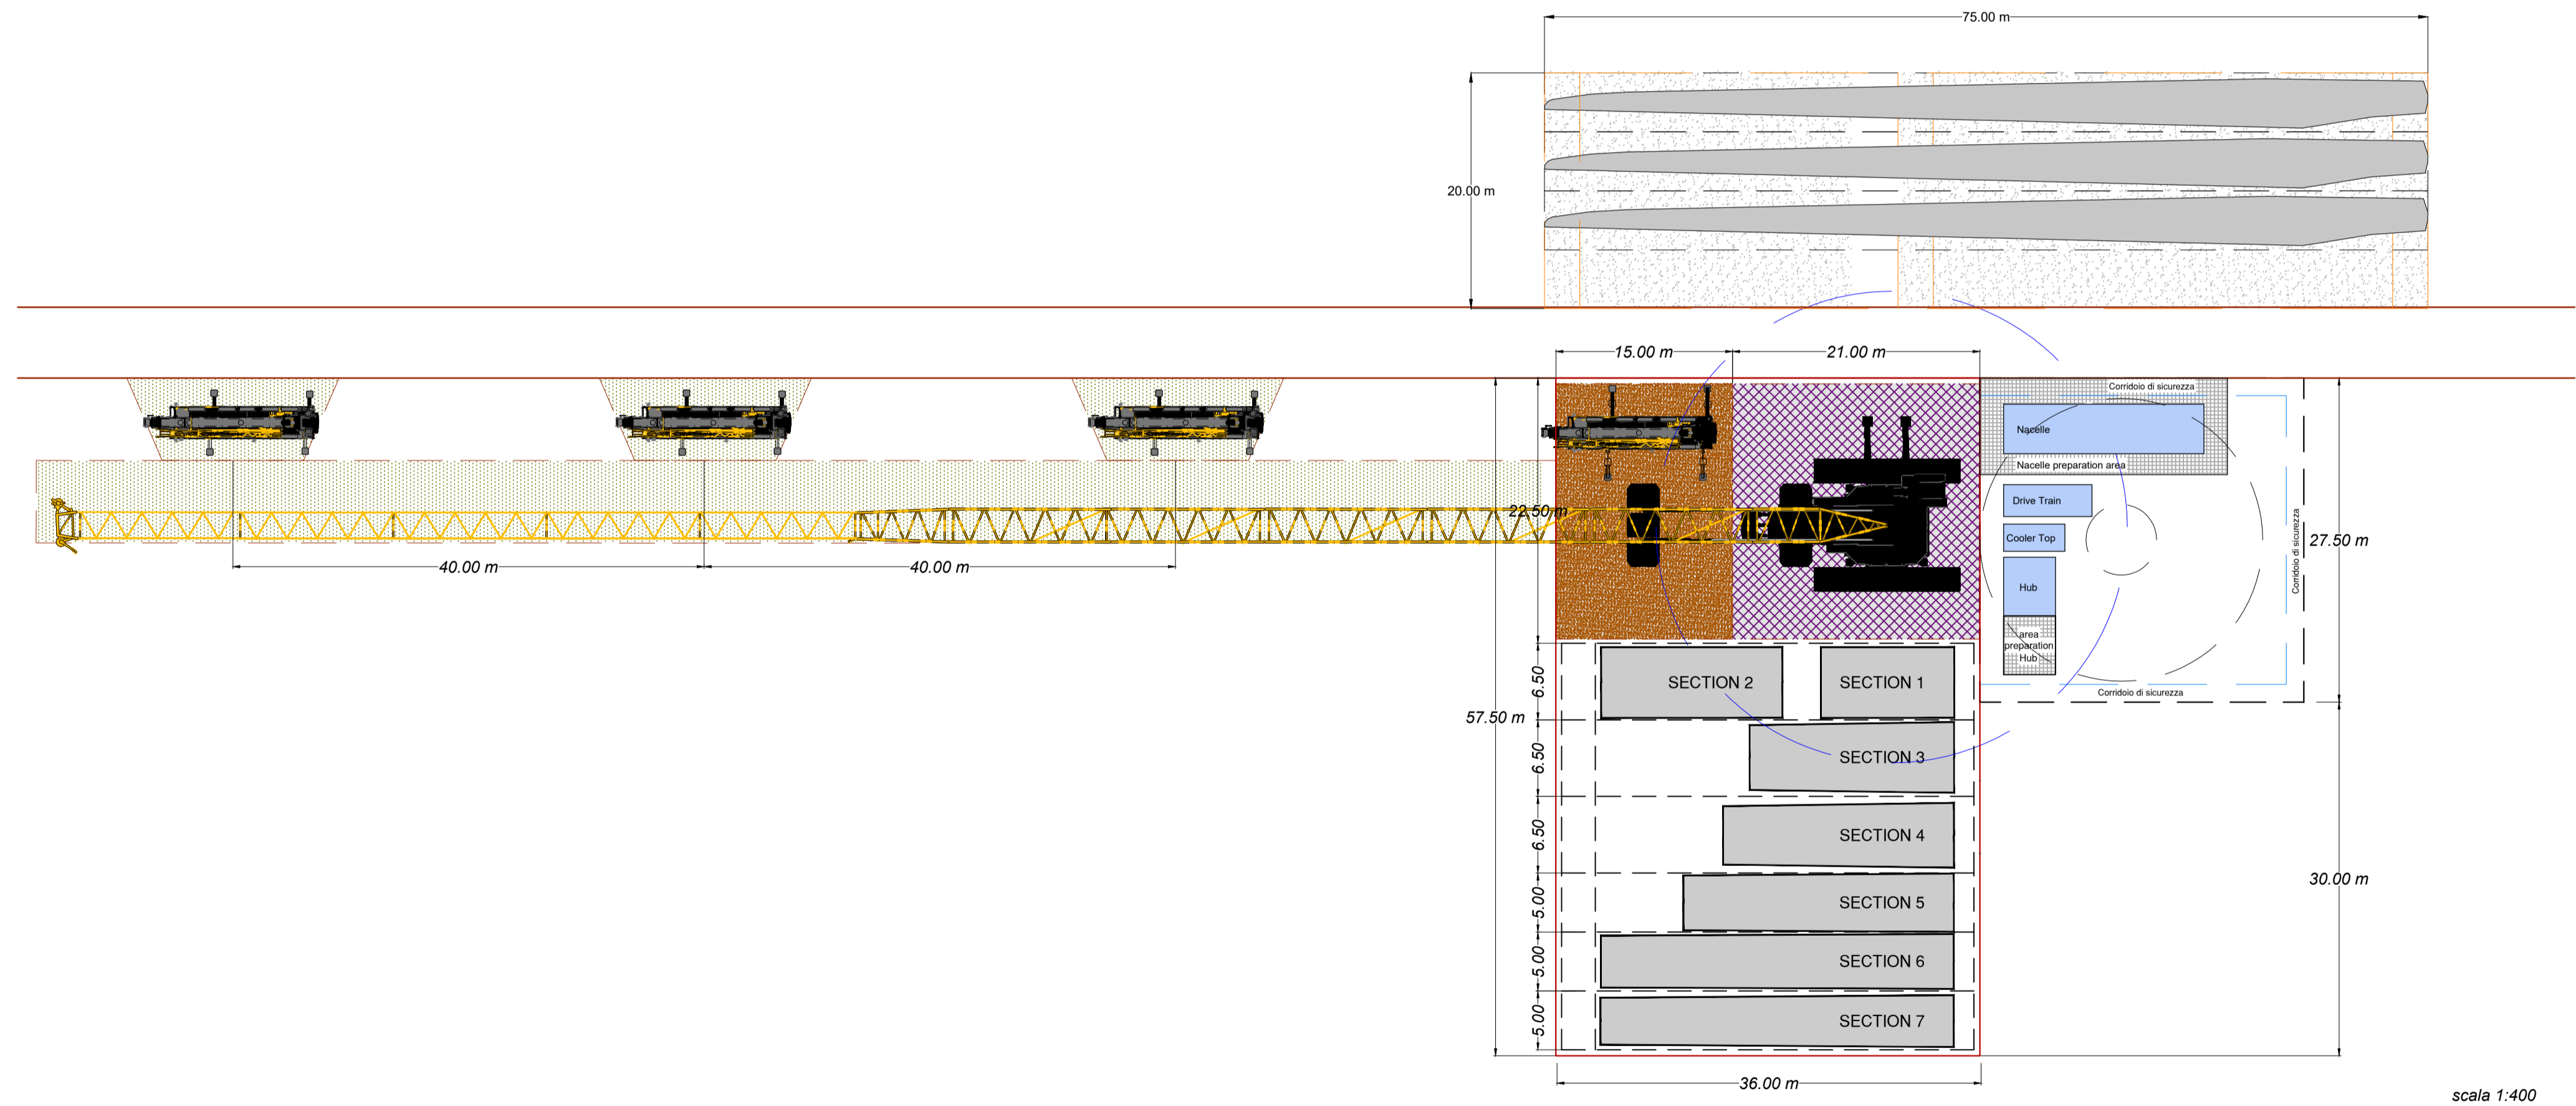 75.00 m
20.00 m
15.00 m
21.00 m
Corridoio di sicurezza
Nacelle
Nacelle preparation area
Drive Train
Cooler Top
Hub
area
preparation
Hub
Corridoio di sicurezza
Corridoio di sicurezza
27.50 m
22.50 m
40.00 m
40.00 m
6.50
SECTION 2
SECTION 1
57.50 m
6.50
SECTION 3
6.50
SECTION 4
5.00
SECTION 5
30.00 m
5.00
SECTION 6
5.00
SECTION 7
36.00 m
scala 1:400